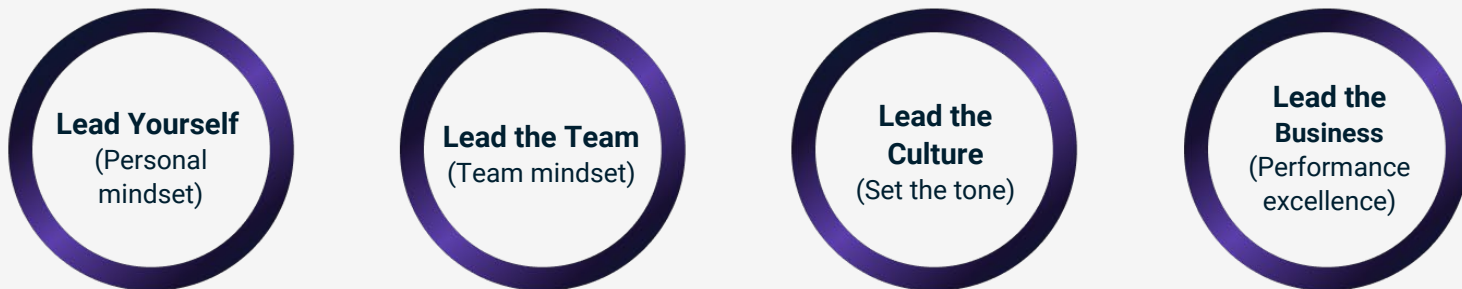 Lead Yourself
(Personal
mindset)
Lead the Team
(Team mindset)
Lead the
Culture
(Set the tone)
Lead the
Business
(Performance
excellence)